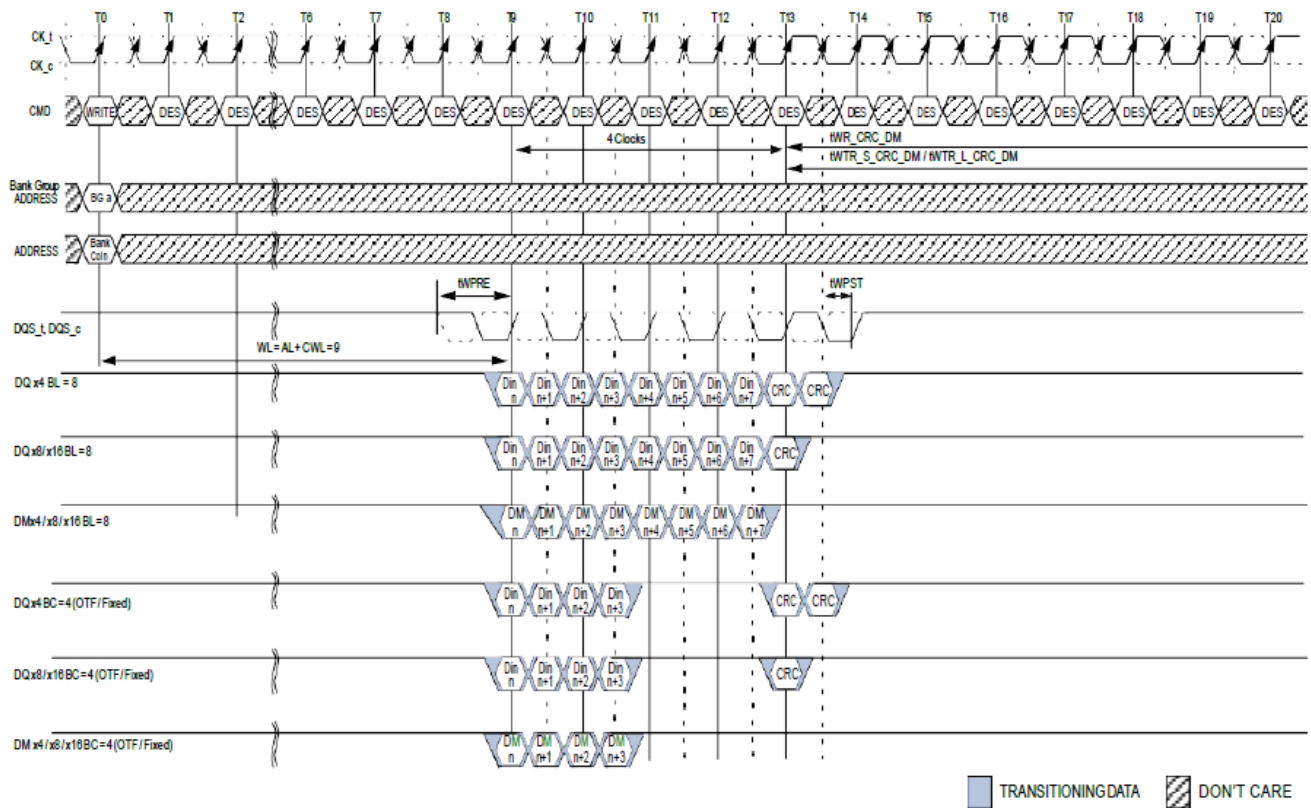 T0 T1 T2 T6 T7 T8 T9 T10 T11 T12 T13 T14 T15 T16 T17 T18 T19 T20
CK_t
CK_c
CMD WRITE DES DES DES DES DES DES DES DES DES DES DES DES DES DES DES DES DES
4 Clocks tWR_CRC_DM
tWTR_S_CRC_DM / tWTR_L_CRC_DM
Bank Group
ADDRESS BG a
ADDRESS Bank
Coln
tWPRE tWPST
DQS_t, DQS_c
WL = AL + CWL = 9
DQ x4 BL = 8 Din Din Din Din Din Din Din Din CRC CRC
n n+1 n+2 n+3 n+4 n+5 n+6 n+7
DQ x8/x16 BL = 8 Din Din Din Din Din Din Din Din CRC
n n+1 n+2 n+3 n+4 n+5 n+6 n+7
DM x4/x8/x16 BL = 8 DM DM DM DM DM DM DM DM
n n+1 n+2 n+3 n+4 n+5 n+6 n+7
DQ x4 BC = 4 (OTF/Fixed) Din Din Din Din CRC CRC
n n+1 n+2 n+3
DQ x8/x16 BC = 4 (OTF/Fixed) Din Din Din Din CRC
n n+1 n+2 n+3
DM x4/x8/x16 BC = 4 (OTF/Fixed) DM DM DM DM
n n+1 n+2 n+3
TRANSITIONING DATA DON'T CARE